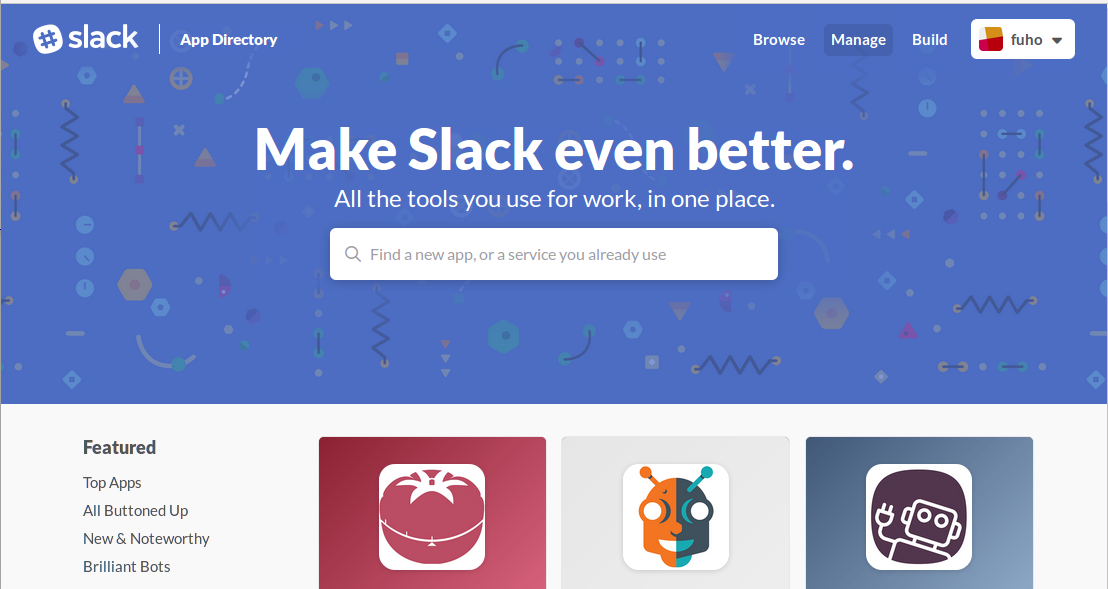 slack
App Directory
Browse
Manage
Build
fuho
Make Slack even better.
All the tools you use for work, in one place.
Find a new app, or a service you already use
Featured
Top Apps
All Buttoned Up
New & Noteworthy
Brilliant Bots